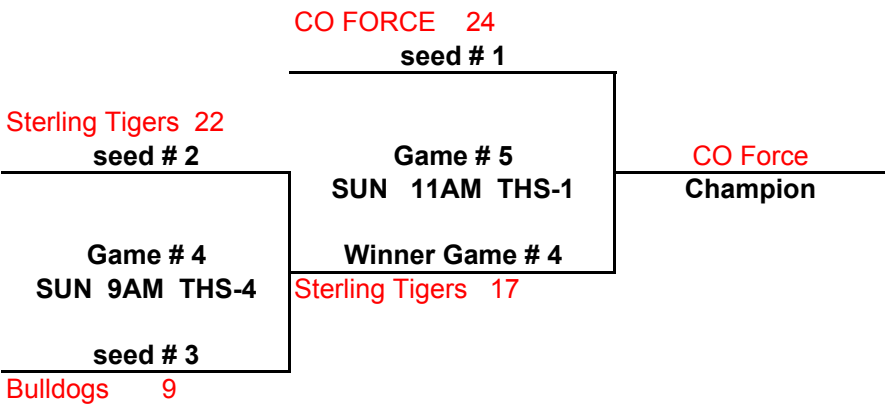 CO FORCE 24
seed # 1
Sterling Tigers 22
seed # 2
Game # 5
SUN 11AM THS-1
CO Force
Champion
Game # 4
SUN 9AM THS-4
Winner Game # 4
Sterling Tigers 17
seed # 3
Bulldogs 9